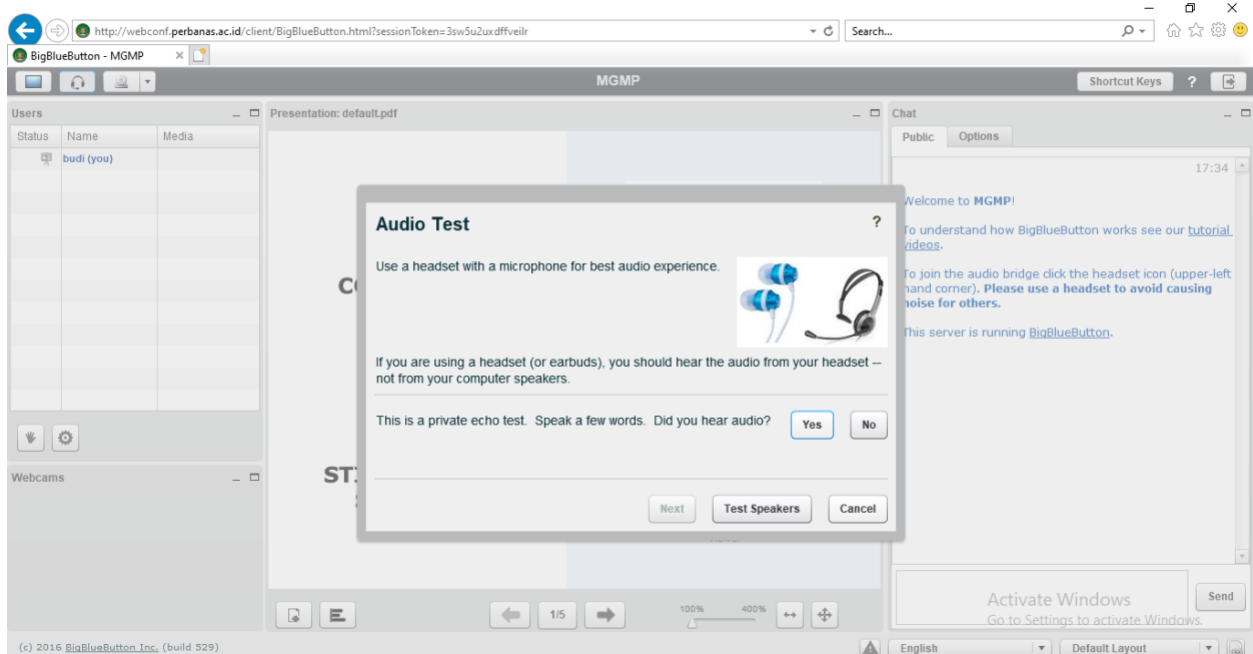 http://webconf.perbanas.ac.id/client/BigBlueButton.html?sessionToken=3sw5u2uxdffveilr
Search...
BigBlueButton - MGMP
MGMP
Shortcut Keys
?
Users
Presentation: default.pdf
Chat
Status Name Media
Public Options
budi (you)
17:34
Welcome to MGMP!
To understand how BigBlueButton works see our tutorial
videos.
To join the audio bridge click the headset icon (upper-left
hand corner). Please use a headset to avoid causing
noise for others.
This server is running BigBlueButton.
Audio Test
?
Use a headset with a microphone for best audio experience.
If you are using a headset (or earbuds), you should hear the audio from your headset --
not from your computer speakers.
This is a private echo test. Speak a few words. Did you hear audio?
Yes
No
Next
Test Speakers
Cancel
Webcams
1/5
100%
400%
Activate Windows
Go to Settings to activate Windows.
Send
(c) 2016 BigBlueButton Inc. (build 529)
English
Default Layout